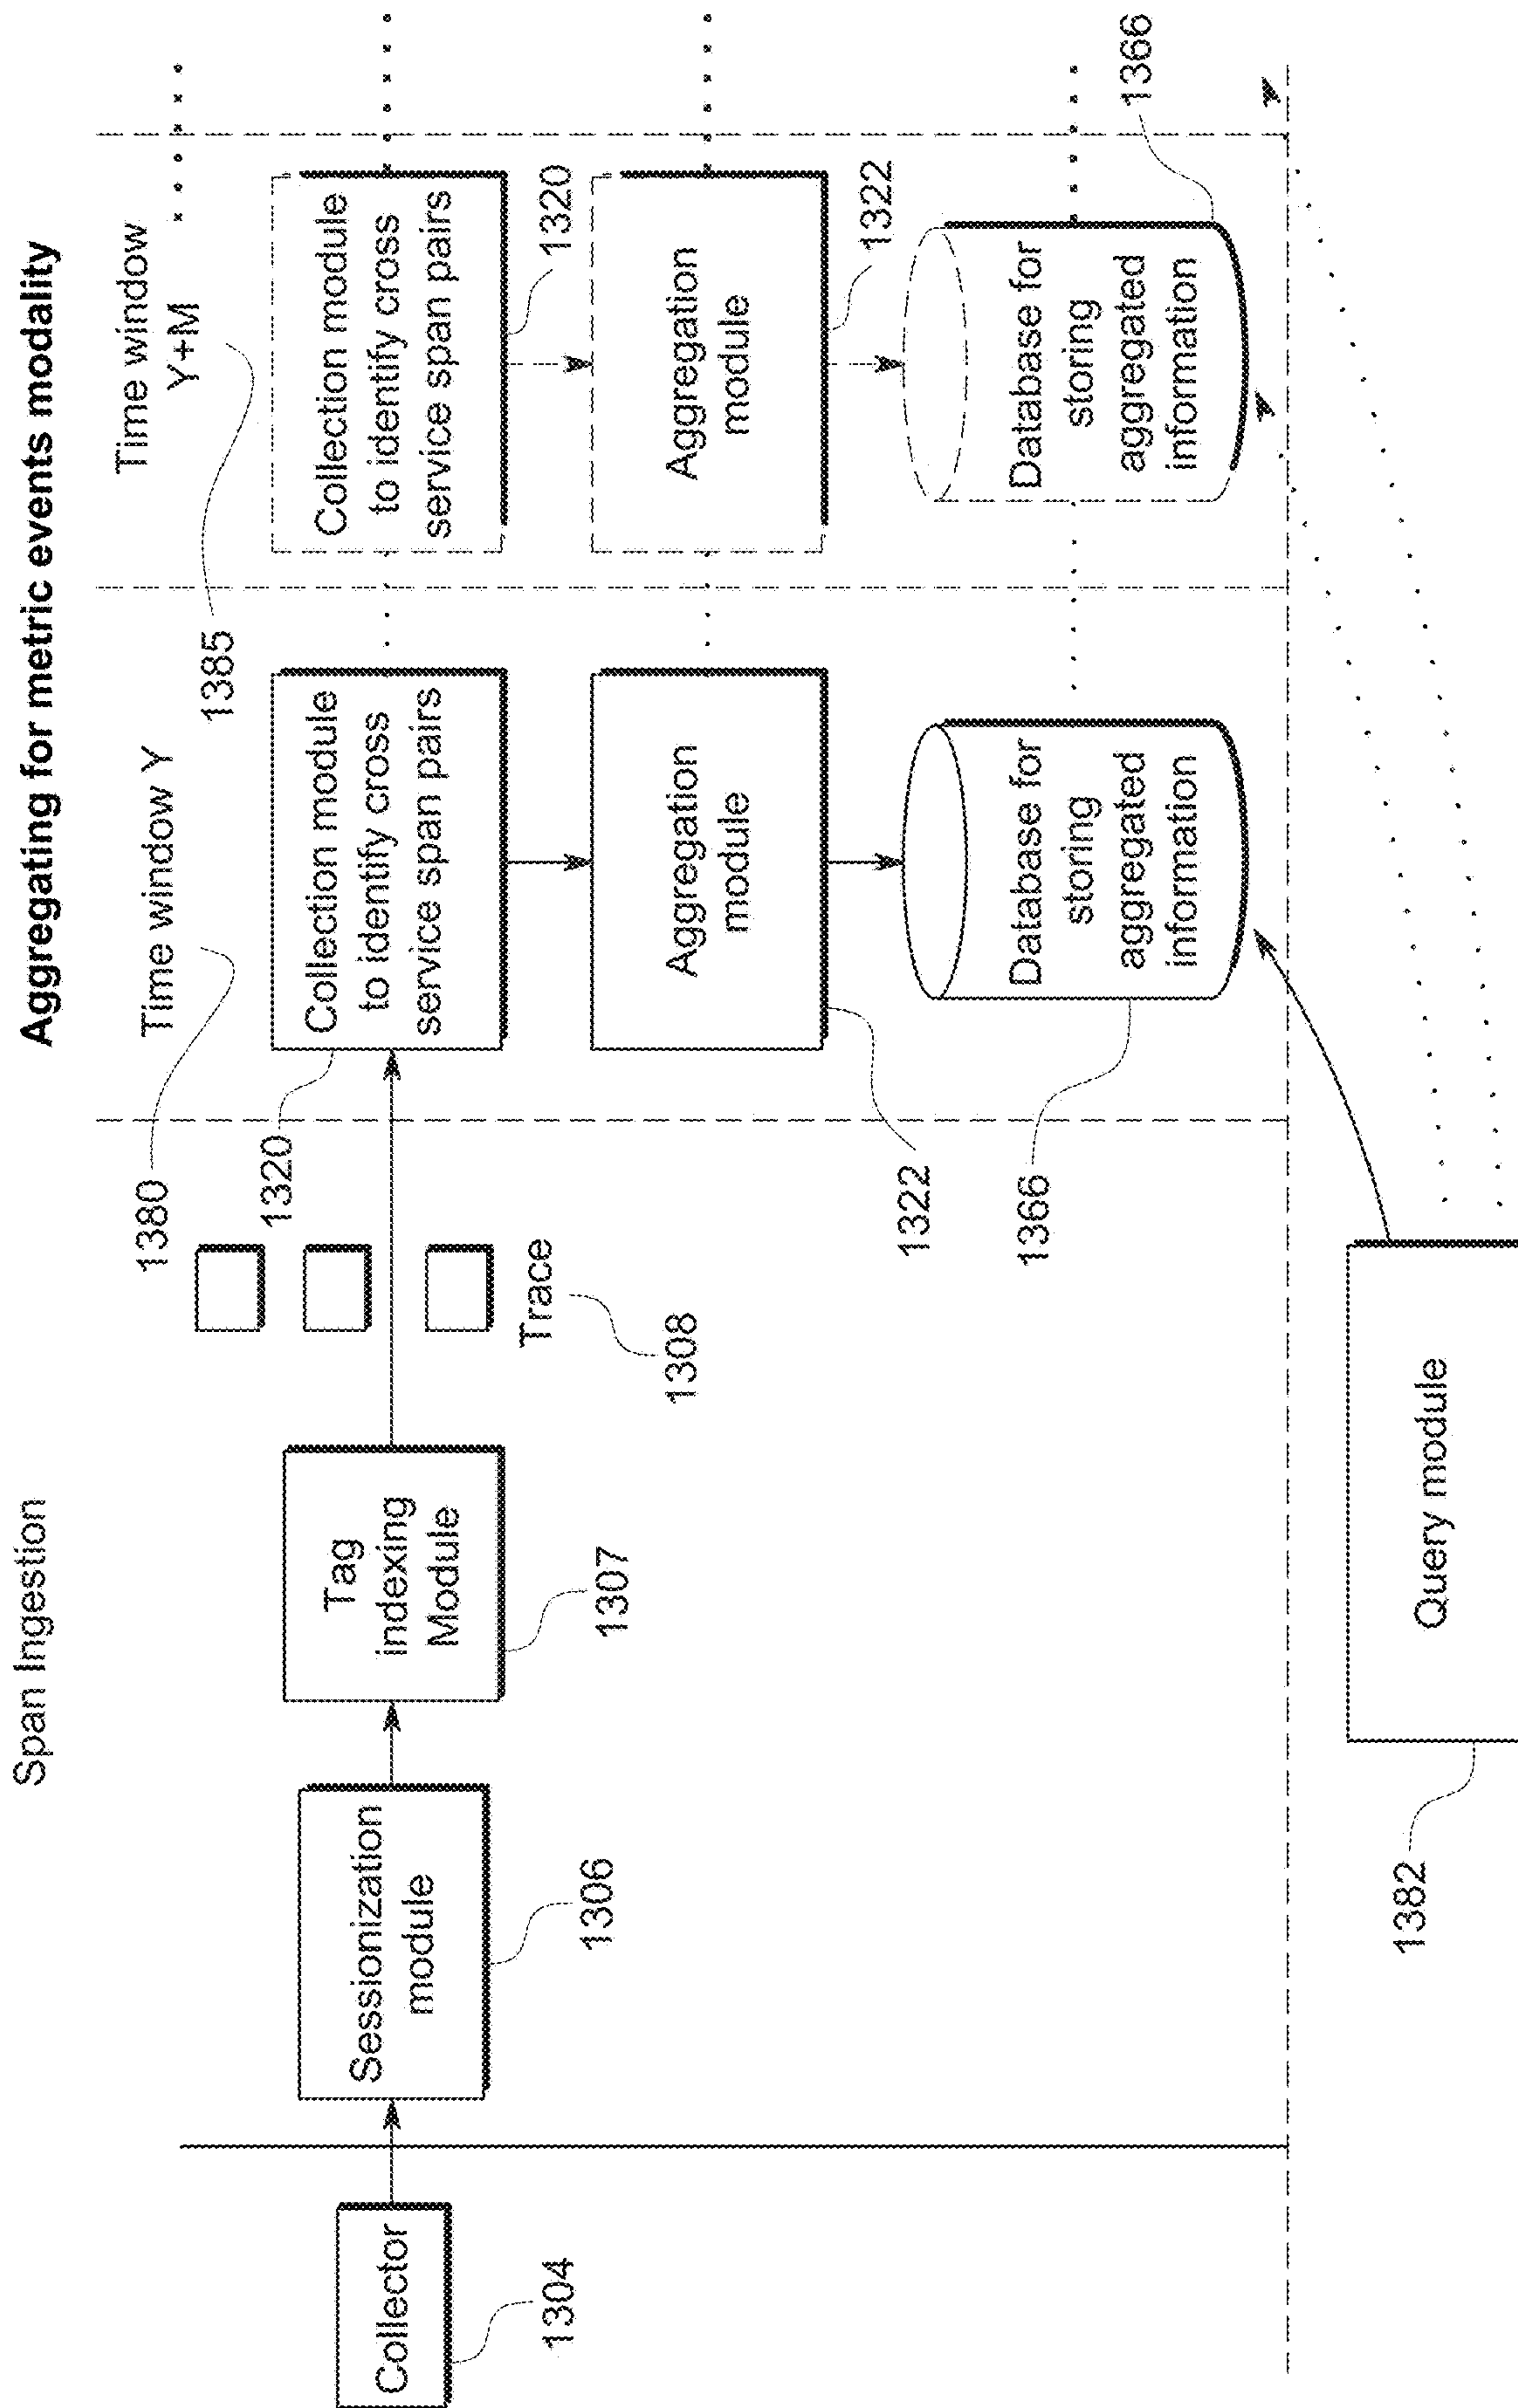 Span Ingestion
Aggregating for metric events modality
Collector
1304
Sessionization
module
1306
Tag
indexing
Module
1307
Trace
1308
1380
Time window Y
1320
Collection module
to identify cross
service span pairs
Aggregation
module
1322
Database for
storing
aggregated
information
1366
1385
Time window
Y+M
Collection module
to identify cross
service span pairs
1320
Aggregation
module
1322
Database for
storing
aggregated
information
1366
Query module
1382